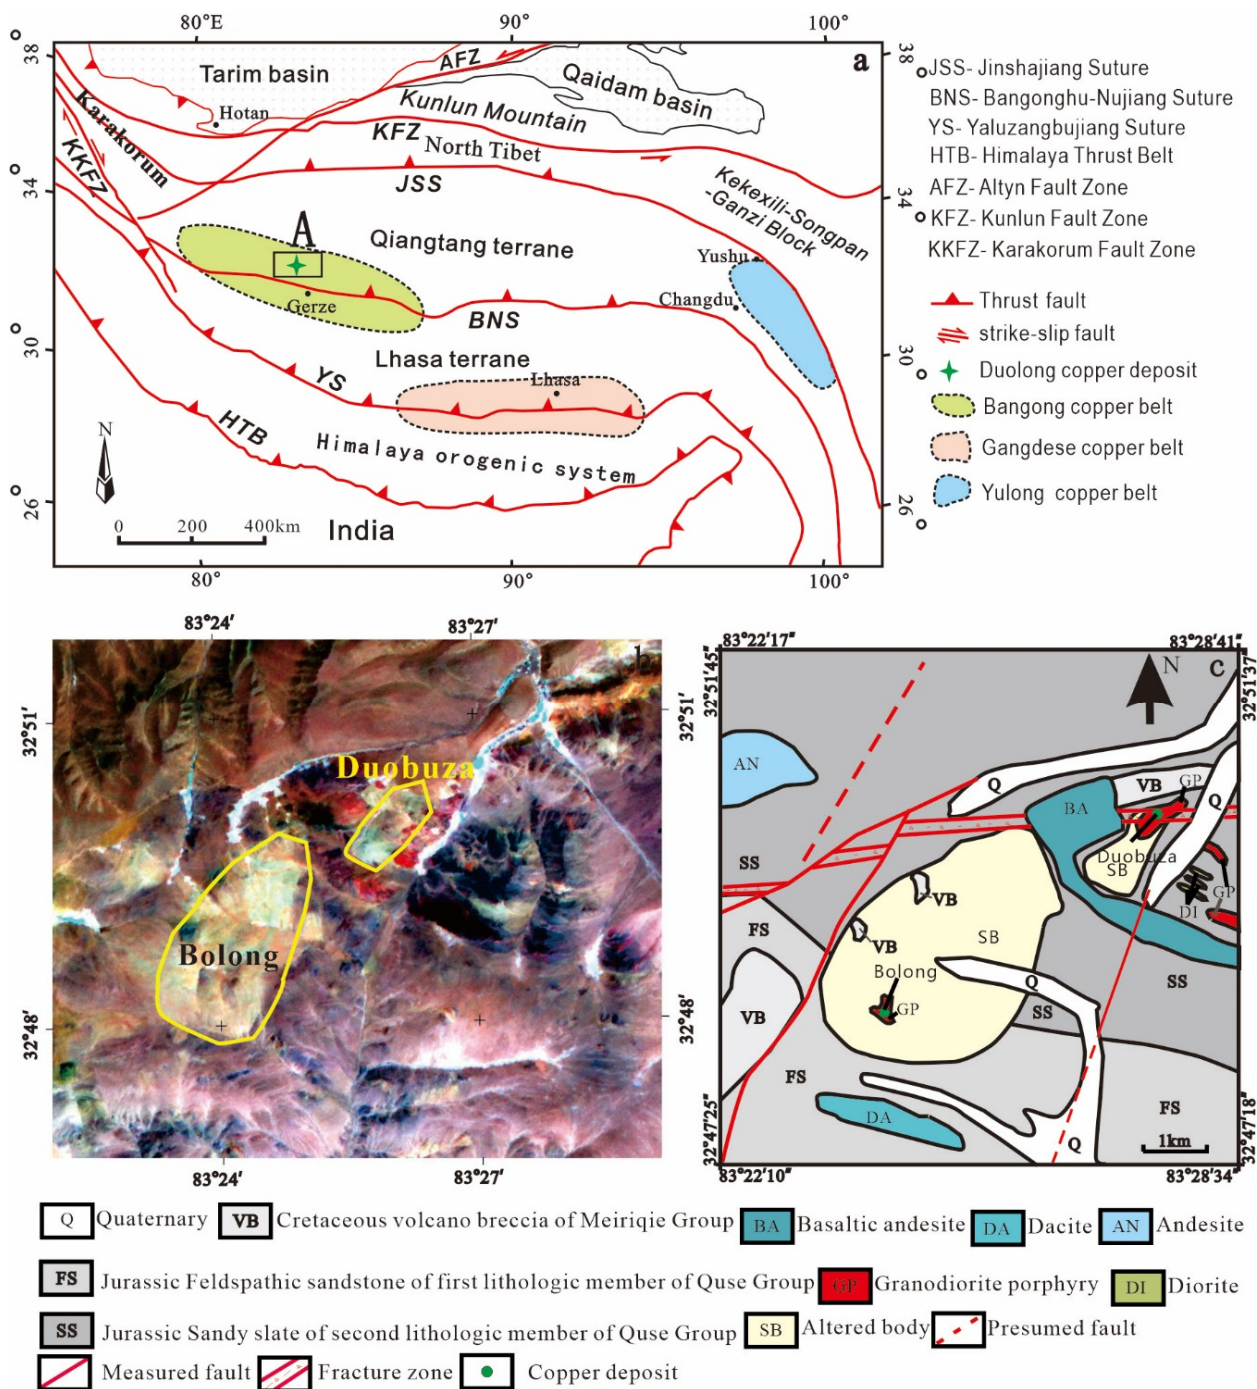 80°E
90°
100°
38
34
30
26
38
34
30
26
a
Tarim basin
AFZ
Qaidam basin
Hotan
Karakorum
Kunlun Mountain
KFZ
North Tibet
KKFZ
JSS
Kekexili-Songpan
-Ganzi Block
A
Qiangtang terrane
Yushu
Changdu
Gerze
BNS
Lhasa terrane
YS
Lhasa
HTB
Himalaya orogenic system
N
0 200 400km
India
80°
90°
100°
JSS- Jinshajiang Suture
BNS- Bangonghu-Nujiang Suture
YS- Yaluzangbujiang Suture
HTB- Himalaya Thrust Belt
AFZ- Altyn Fault Zone
KFZ- Kunlun Fault Zone
KKFZ- Karakorum Fault Zone
Thrust fault
strike-slip fault
Duolong copper deposit
Bangong copper belt
Gangdese copper belt
Yulong copper belt
83°24′
83°27′
b
32°51′
32°51′
Duobuza
Bolong
32°48′
32°48′
83°24′
83°27′
83°22′17″
83°28′41″
32°51′45″
32°51′37″
N
c
AN
Q
VB
GP
Q
BA
Duobuza
SB
SS
GP
DI
FS
VB
VB
SB
Bolong
GP
Q
SS
SS
VB
FS
DA
FS
Q
1km
32°47′25″
32°47′18″
83°22′10″
83°28′34″
Q Quaternary VB Cretaceous volcano breccia of Meiriqie Group BA Basaltic andesite DA Dacite AN Andesite
FS Jurassic Feldspathic sandstone of first lithologic member of Quse Group GP Granodiorite porphyry DI Diorite
SS Jurassic Sandy slate of second lithologic member of Quse Group SB Altered body Presumed fault
Measured fault Fracture zone Copper deposit